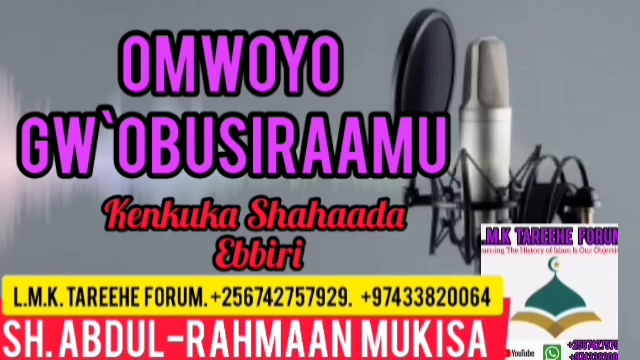 OMWOYO
GW`OBUSIRAAMU
Kenkuka Shahaada
Ebbiri
L.M.K. TAREEHE FORUM. +256742757929. +97433820064
SH. ABDUL-RAHMAAN MUKISA
.M.K TAREEHE FORUM
The History of Islam Is Our Objectiv
YouTube